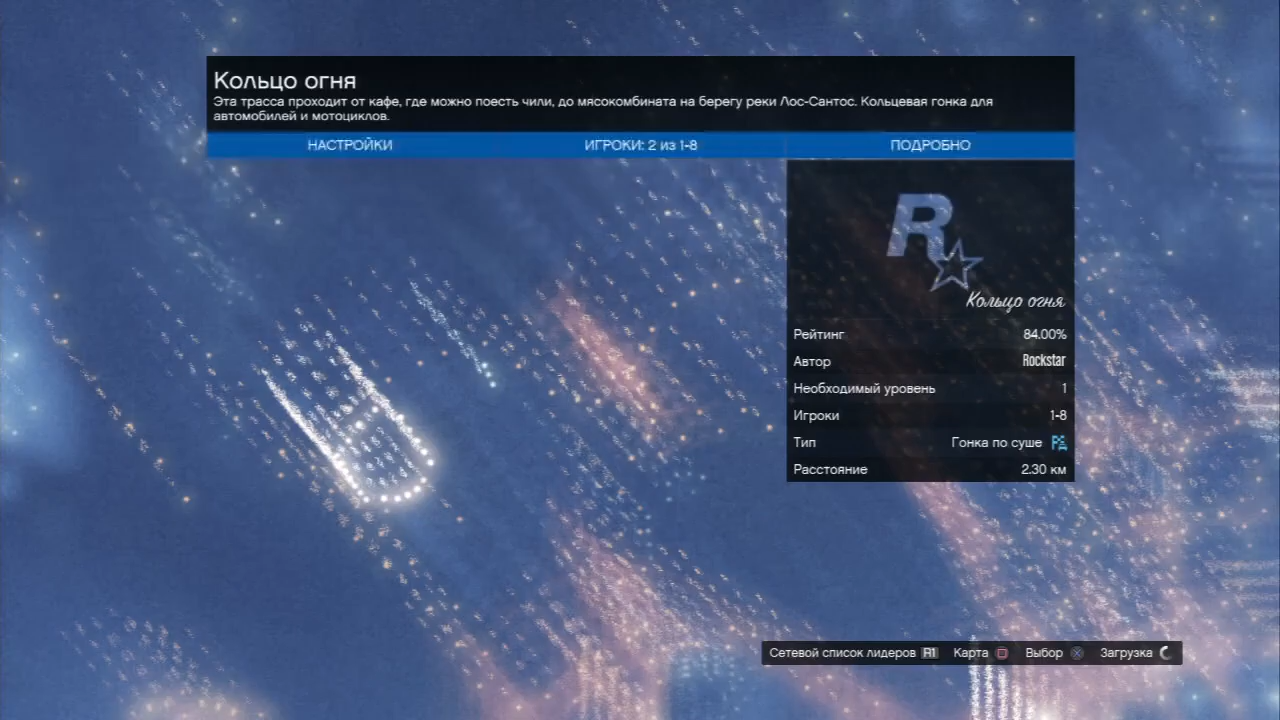 Кольцо огня
Эта трасса проходит от кафе, где можно поесть чили, до мясокомбината на берегу реки Лос-Сантос. Кольцевая гонка для
автомобилей и мотоциклов.
НАСТРОЙКИ ИГРОКИ: 2 из 1-8 ПОДРОБНО
R
Кольцо огня
Рейтинг 84.00%
Автор Rockstar
Необходимый уровень 1
Игроки 1-8
Тип Гонка по суше
Расстояние 2.30 км
Сетевой список лидеров R1 Карта Выбор Загрузка